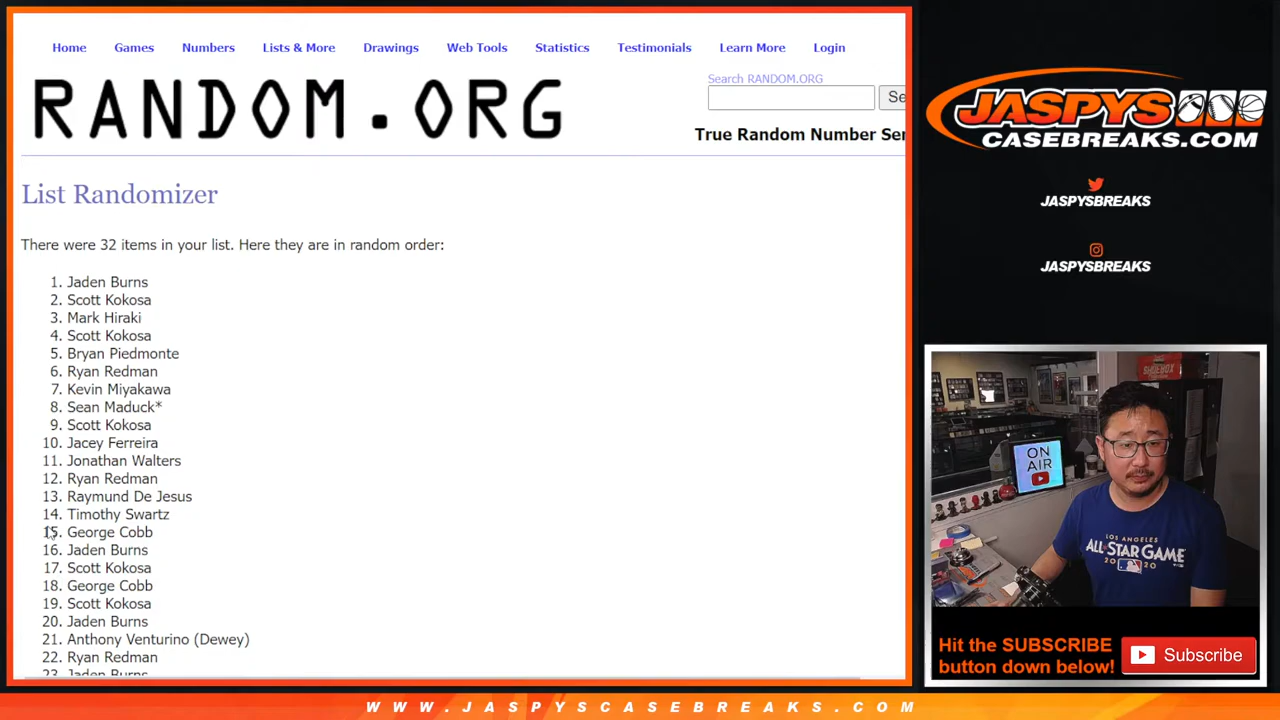 Home Games Numbers Lists & More Drawings Web Tools Statistics Testimonials Learn More Login
RANDOM.ORG
Search RANDOM.ORG
Se
True Random Number Ser
List Randomizer
There were 32 items in your list. Here they are in random order:
1. Jaden Burns
2. Scott Kokosa
3. Mark Hiraki
4. Scott Kokosa
5. Bryan Piedmonte
6. Ryan Redman
7. Kevin Miyakawa
8. Sean Maduck*
9. Scott Kokosa
10. Jacey Ferreira
11. Jonathan Walters
12. Ryan Redman
13. Raymund De Jesus
14. Timothy Swartz
15. George Cobb
16. Jaden Burns
17. Scott Kokosa
18. George Cobb
19. Scott Kokosa
20. Jaden Burns
21. Anthony Venturino (Dewey)
22. Ryan Redman
23. Jaden Burns
JASPYS
CASEBREAKS.COM
JASPYSBREAKS
JASPYSBREAKS
ON
AIR
LOS ANGELES
ALL-STAR GAME
2020
Hit the SUBSCRIBE
button down below!
Subscribe
WWW.JASPYSCASEBREAKS.COM